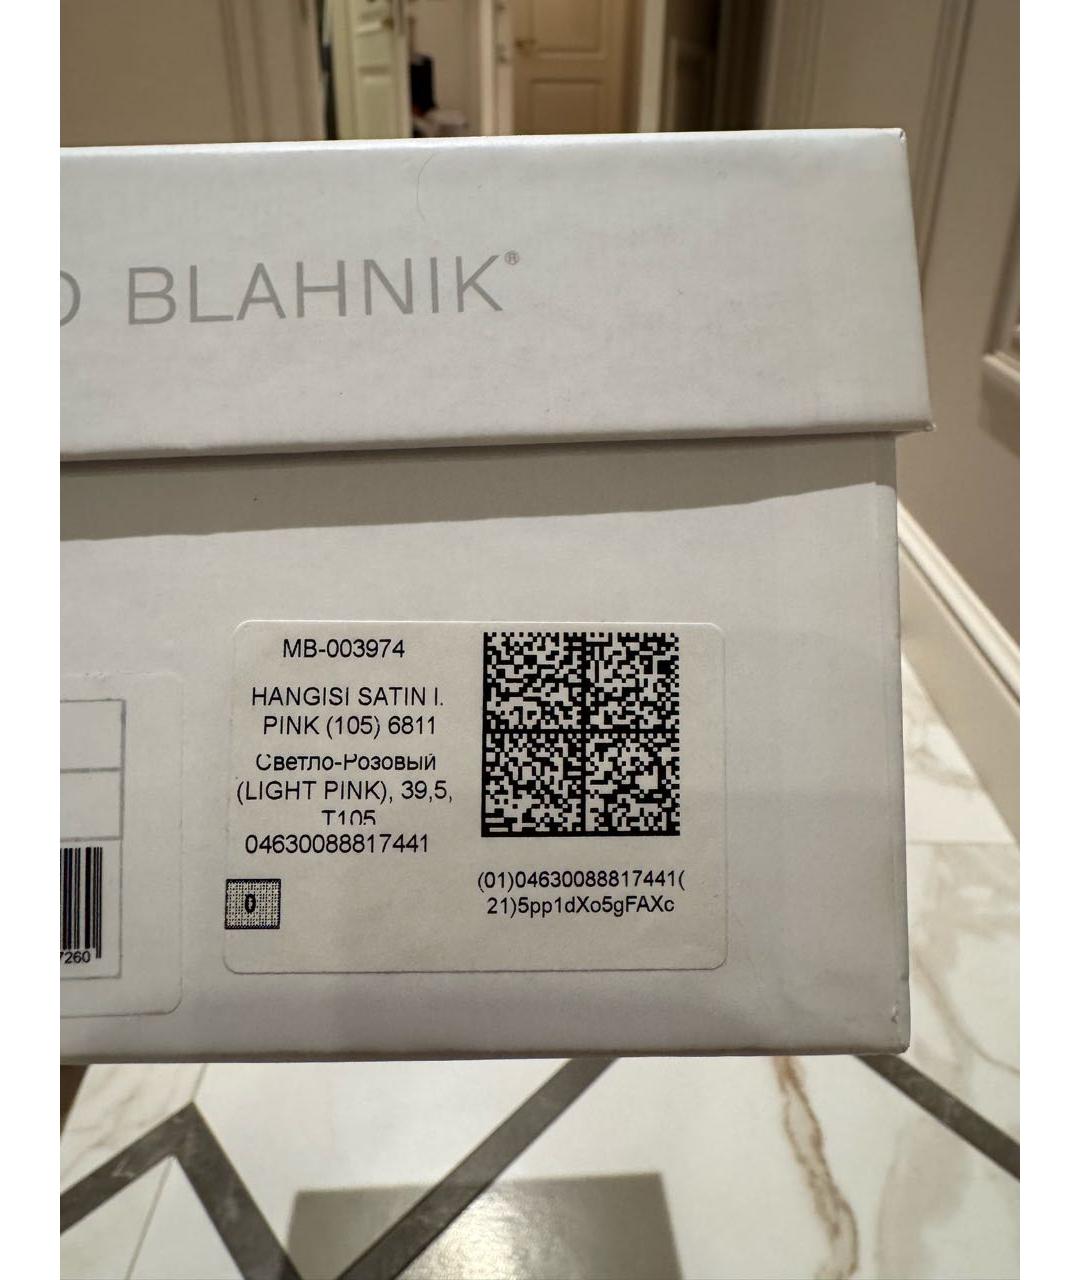 BLAHNIK®
MB-003974
HANGISI SATIN I.
PINK (105) 6811
Светло-Розовый
(LIGHT PINK), 39,5,
T105
04630088817441
0
(01)04630088817441(
21)5pp1dXo5gFAXc
7260